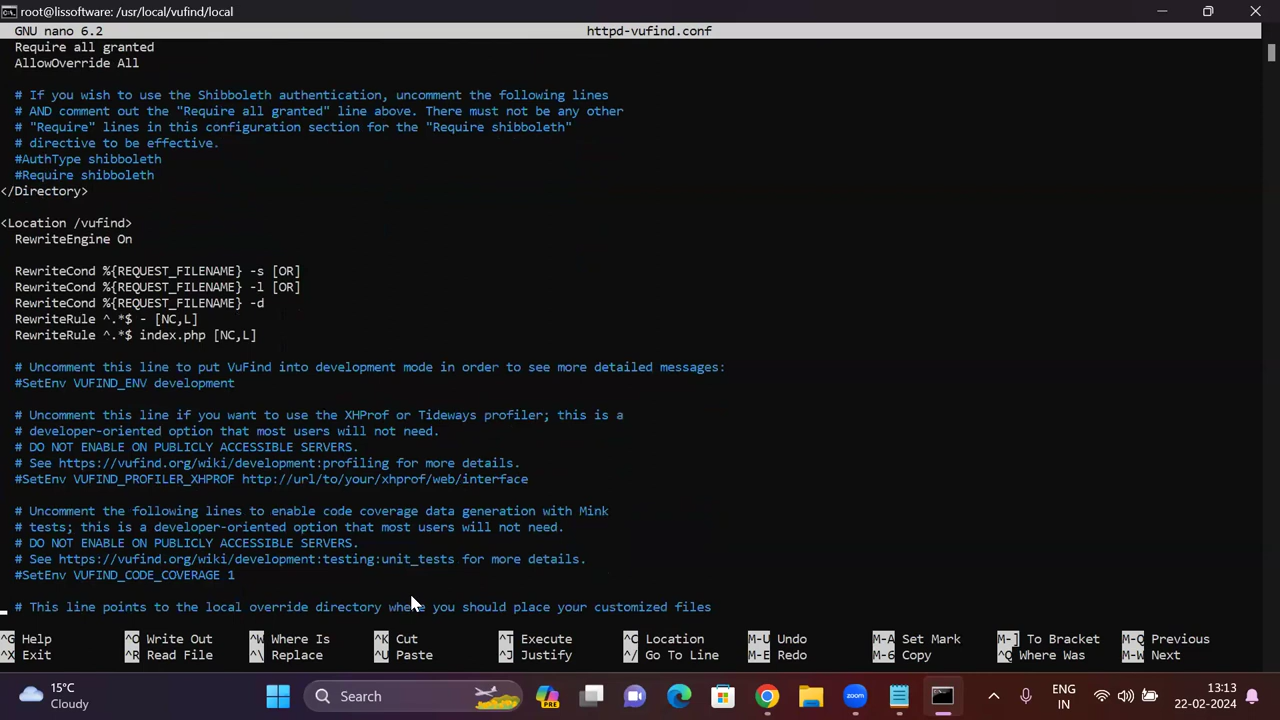 root@lissoftware: /usr/local/vufind/local
GNU nano 6.2 httpd-vufind.conf
Require all granted
AllowOverride All
# If you wish to use the Shibboleth authentication, uncomment the following lines
# AND comment out the "Require all granted" line above. There must not be any other
# "Require" lines in this configuration section for the "Require shibboleth"
# directive to be effective.
#AuthType shibboleth
#Require shibboleth
</Directory>
<Location /vufind>
RewriteEngine On
RewriteCond %{REQUEST_FILENAME} -s [OR]
RewriteCond %{REQUEST_FILENAME} -l [OR]
RewriteCond %{REQUEST_FILENAME} -d
RewriteRule ^.*$ - [NC,L]
RewriteRule ^.*$ index.php [NC,L]
# Uncomment this line to put VuFind into development mode in order to see more detailed messages:
#SetEnv VUFIND_ENV development
# Uncomment this line if you want to use the XHProf or Tideways profiler; this is a
# developer-oriented option that most users will not need.
# DO NOT ENABLE ON PUBLICLY ACCESSIBLE SERVERS.
# See https://vufind.org/wiki/development:profiling for more details.
#SetEnv VUFIND_PROFILER_XHPROF http://url/to/your/xhprof/web/interface
# Uncomment the following lines to enable code coverage data generation with Mink
# tests; this is a developer-oriented option that most users will not need.
# DO NOT ENABLE ON PUBLICLY ACCESSIBLE SERVERS.
# See https://vufind.org/wiki/development:testing:unit_tests for more details.
#SetEnv VUFIND_CODE_COVERAGE 1
# This line points to the local override directory where you should place your customized files
^G Help ^O Write Out ^W Where Is ^K Cut ^T Execute ^C Location M-U Undo M-A Set Mark M-] To Bracket M-Q Previous
^X Exit ^R Read File ^\ Replace ^U Paste ^J Justify ^/ Go To Line M-E Redo M-6 Copy ^Q Where Was M-W Next
15°C
Cloudy
Search
PRE
ENG
IN
13:13
22-02-2024